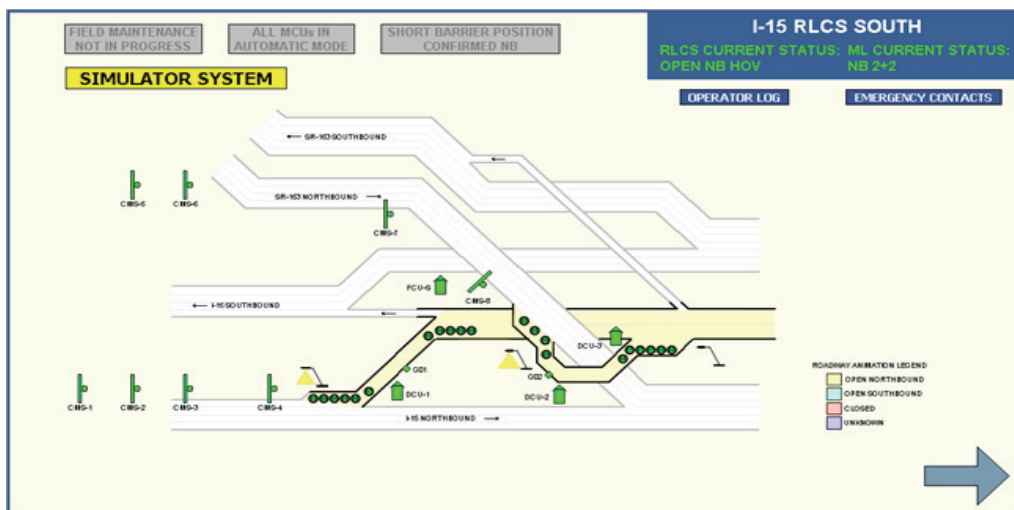 FIELD MAINTENANCE
NOT IN PROGRESS
ALL MCUs IN
AUTOMATIC MODE
SHORT BARRIER POSITION
CONFIRMED NB
I-15 RLCS SOUTH
RLCS CURRENT STATUS: ML CURRENT STATUS:
OPEN NB HOV NB 2+2
SIMULATOR SYSTEM
OPERATOR LOG
EMERGENCY CONTACTS
SR-163 SOUTHBOUND
CMS-5
CMS-6
SR-163 NORTHBOUND
CMS-7
FCU-S
CMS-8
I-15 SOUTHBOUND
DCU-3
GD1
GD2
DCU-1
DCU-2
CMS-1
CMS-2
CMS-3
CMS-4
I-15 NORTHBOUND
ROADWAY ANIMATION LEGEND
OPEN NORTHBOUND
OPEN SOUTHBOUND
CLOSED
UNKNOWN